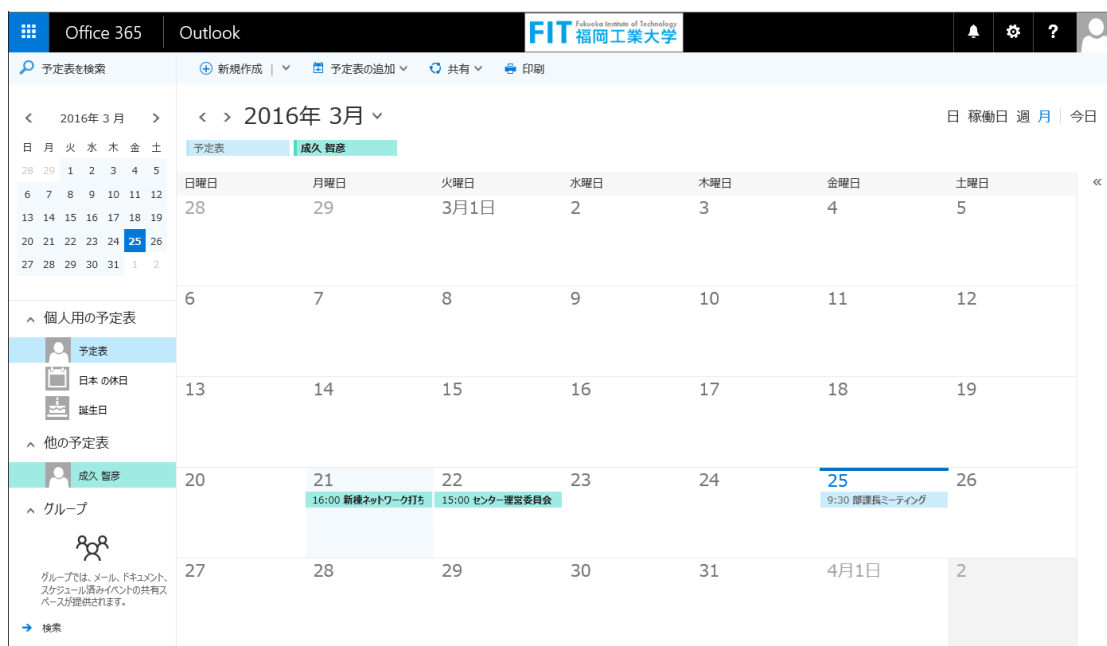 Office 365 Outlook FIT Fukuoka Institute of Technology 福岡工業大学 ?
予定表を検索 新規作成 予定表の追加 共有 印刷
2016年 3 月
日 月 火 水 木 金 土
28 29 1 2 3 4 5
6 7 8 9 10 11 12
13 14 15 16 17 18 19
20 21 22 23 24 25 26
27 28 29 30 31 1 2
個人用の予定表
予定表
日本 の休日
誕生日
他の予定表
成久 智彦
グループ
グループでは、メール、ドキュメント、
スケジュール済みイベントの共有ス
ペースが提供されます。
検索
2016年 3月 日 稼働日 週 月 今日
予定表 成久 智彦
日曜日 月曜日 火曜日 水曜日 木曜日 金曜日 土曜日
28 29 3月1日 2 3 4 5
6 7 8 9 10 11 12
13 14 15 16 17 18 19
20 21 22 23 24 25 26
16:00 新棟ネットワーク打ち 15:00 センター運営委員会 9:30 部課長ミーティング
27 28 29 30 31 4月1日 2